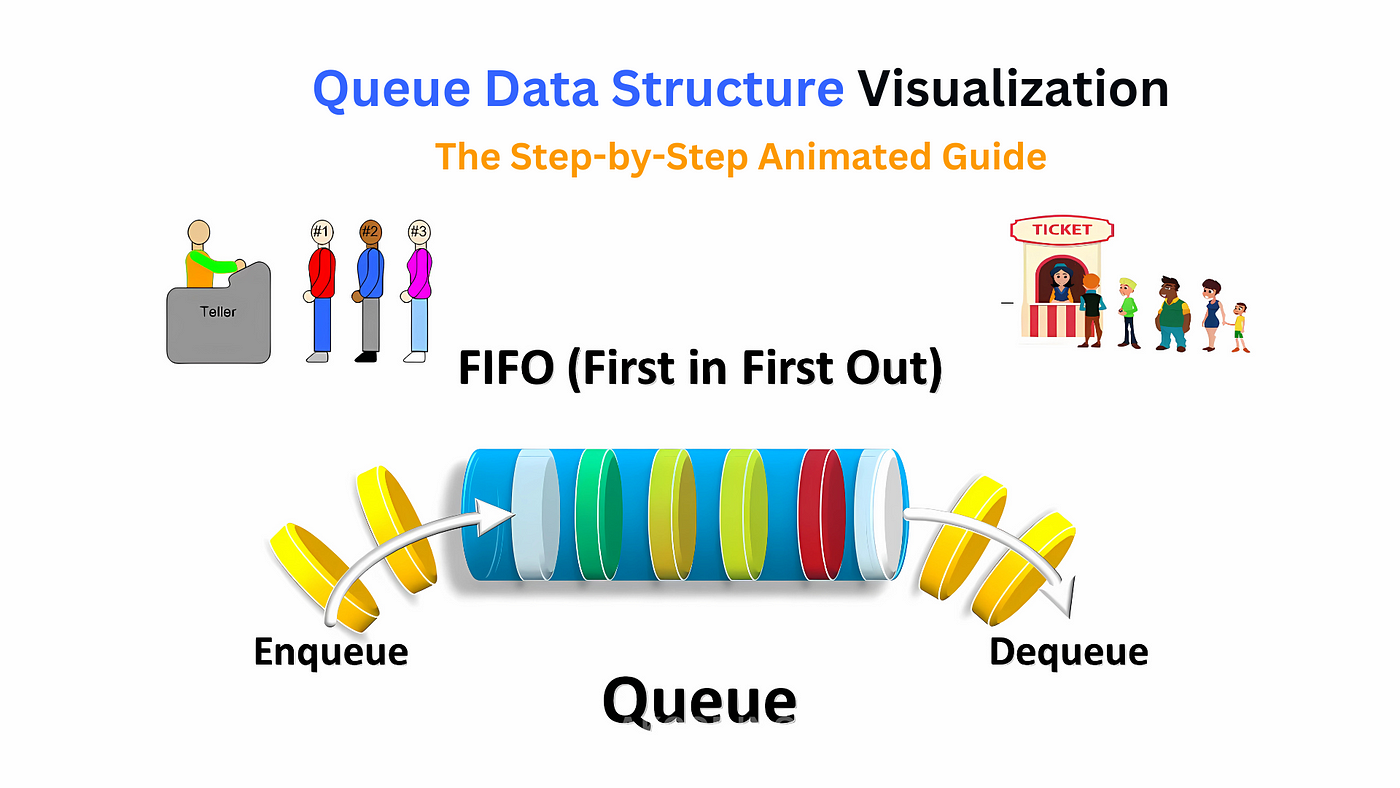 Queue Data Structure Visualization
The Step-by-Step Animated Guide
#1 #2 #3
Teller
TICKET
FIFO (First in First Out)
Enqueue
Dequeue
Queue